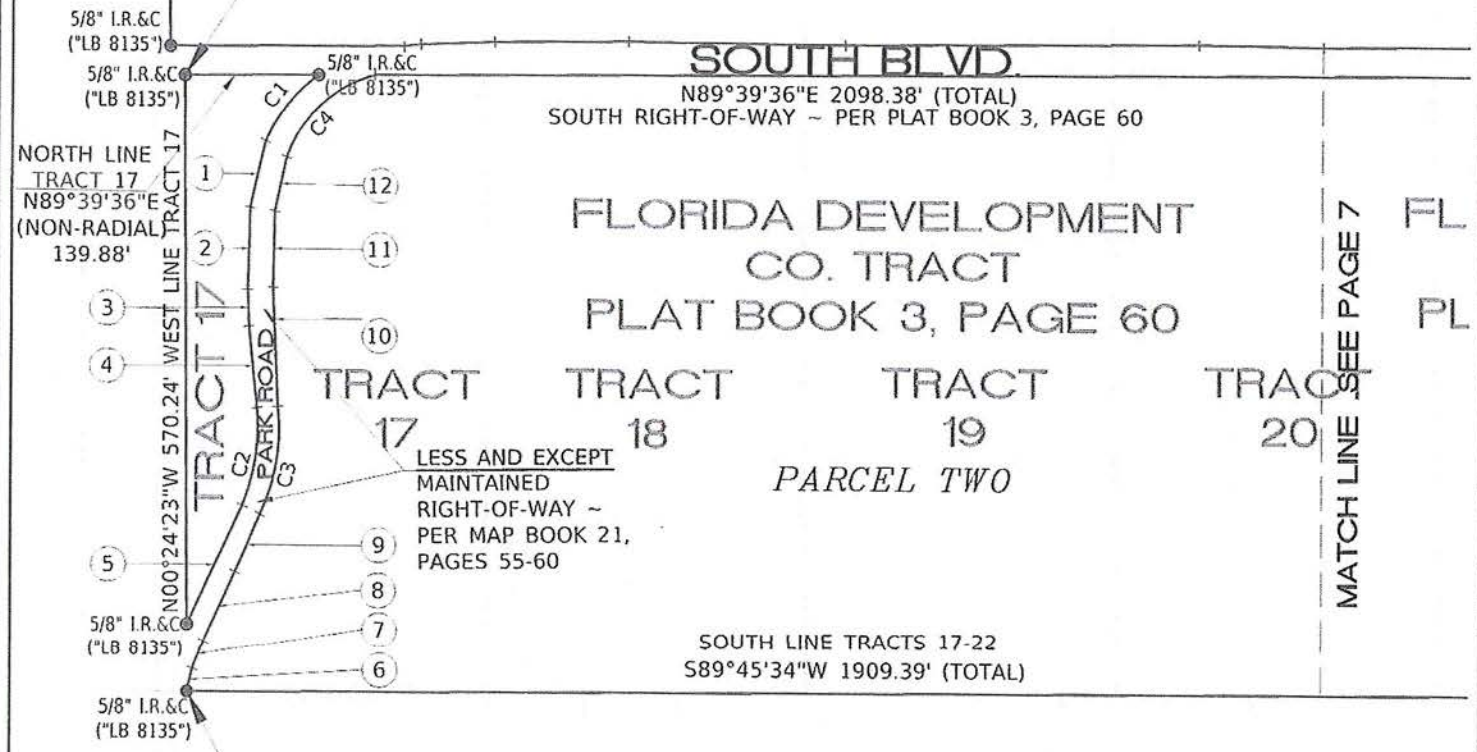 5/8" I.R.&C
("LB 8135")
5/8" I.R.&C
("LB 8135")
5/8" I.R.&C
("LB 8135")
SOUTH BLVD.
N89°39'36"E 2098.38' (TOTAL)
SOUTH RIGHT-OF-WAY ~ PER PLAT BOOK 3, PAGE 60
C1
C4
NORTH LINE
TRACT 17
N89°39'36"E
(NON-RADIAL)
139.88'
N00°24'23"W 570.24' WEST LINE TRACT 17
TRACT 17
1
2
3
4
5
12
11
10
9
8
7
6
PARK ROAD
C2
C3
FLORIDA DEVELOPMENT
CO. TRACT
PLAT BOOK 3, PAGE 60
FL
PL
TRACT
17
TRACT
18
TRACT
19
TRACT
20
PARCEL TWO
MATCH LINE SEE PAGE 7
LESS AND EXCEPT
MAINTAINED
RIGHT-OF-WAY ~
PER MAP BOOK 21,
PAGES 55-60
5/8" I.R.&C
("LB 8135")
SOUTH LINE TRACTS 17-22
S89°45'34"W 1909.39' (TOTAL)
5/8" I.R.&C
("LB 8135")